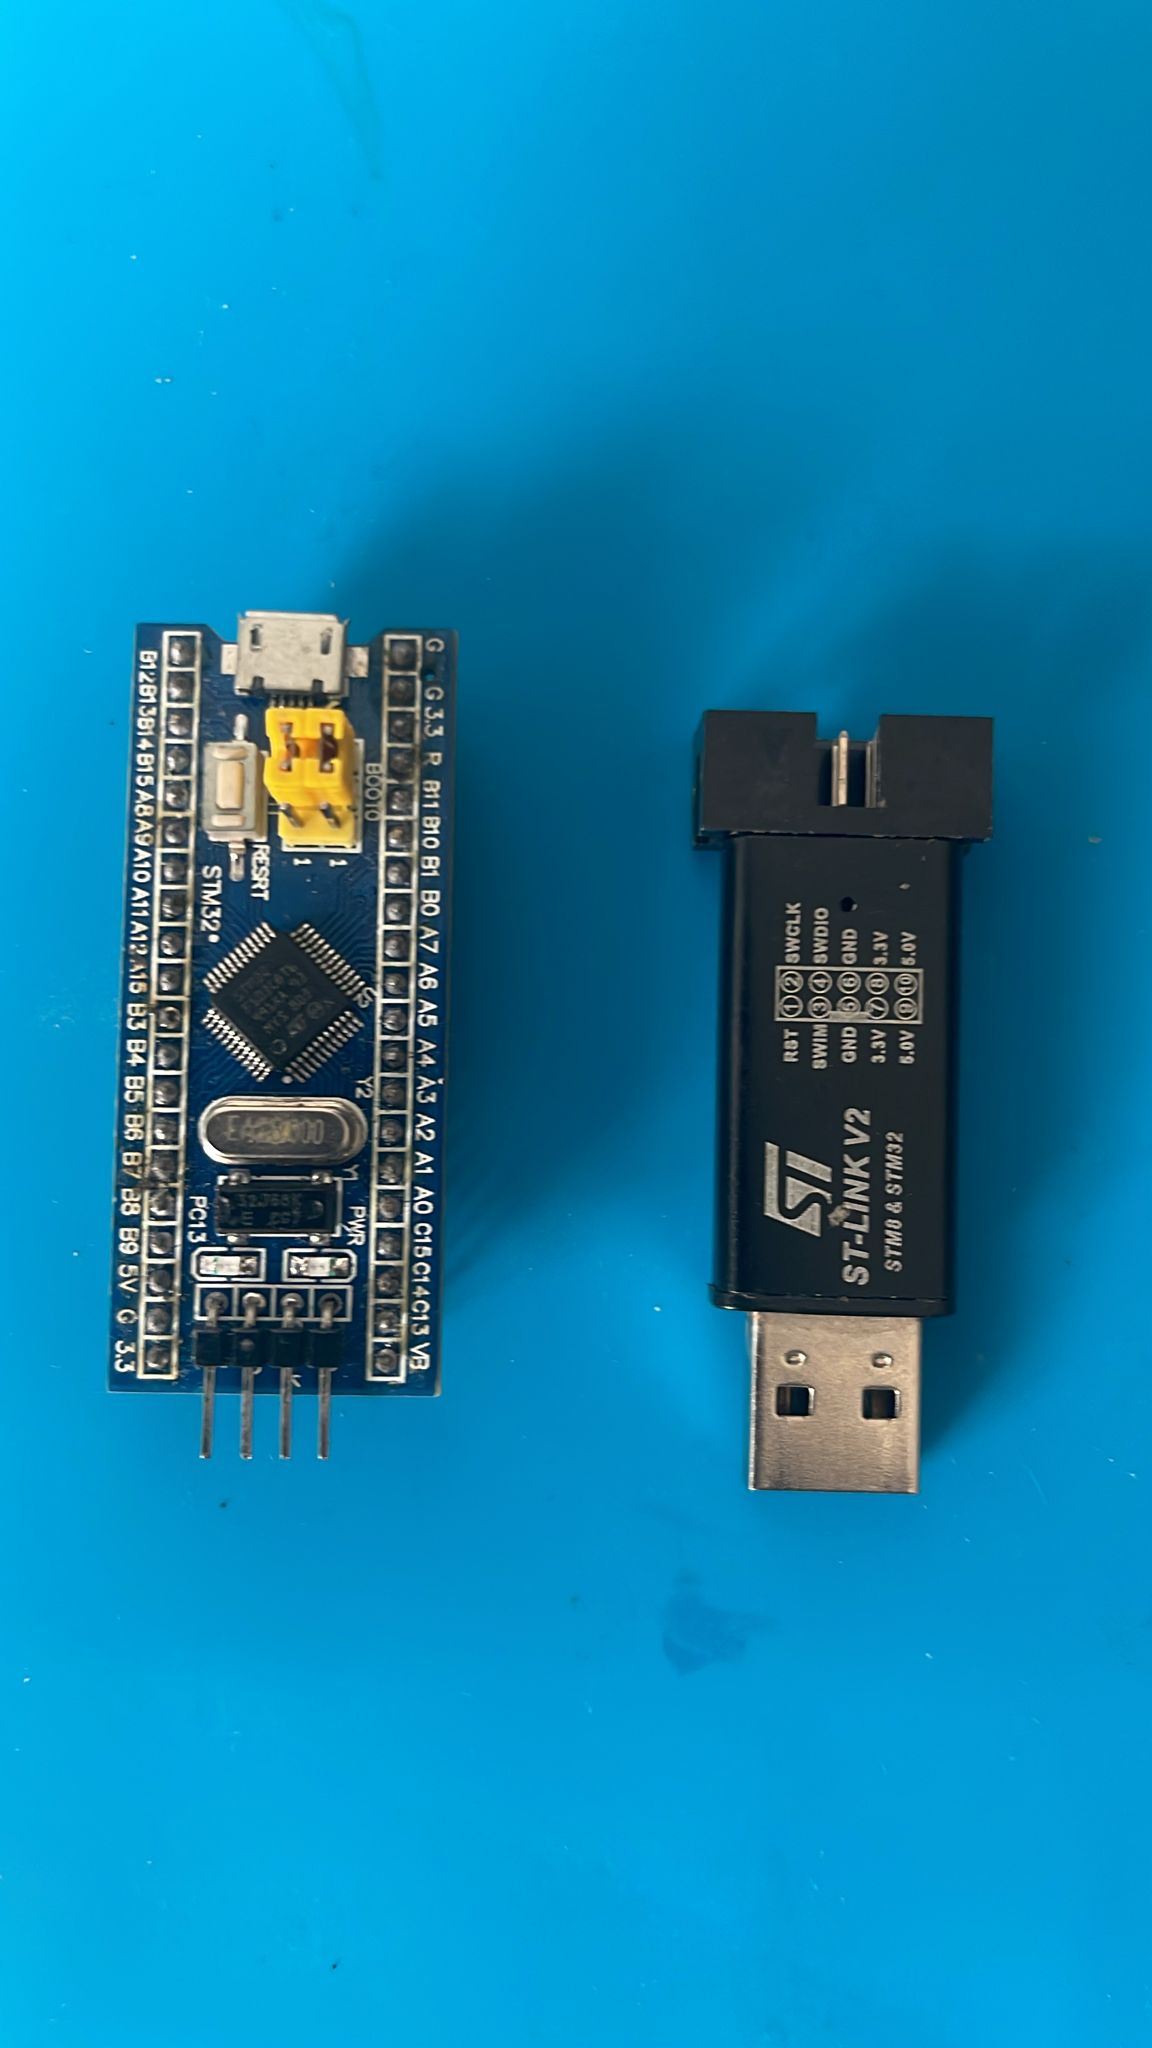 B12
B13
B14
B15
A8
A9
A10
A11
A12
A15
B3
B4
B5
B6
B7
B8
B9
5V
G
3.3
G
G
3.3
R
B11
B10
B1
B0
A7
A6
A5
A4
A3
A2
A1
A0
C15
C14
C13
VB
BOOT0
1 1
RESRT
STM32
Y2
Y1
PC13
PWR
RST 1 2 SWCLK
SWIM 3 4 SWDIO
GND 5 6 GND
3.3V 7 8 3.3V
5.0V 9 10 5.0V
ST
ST-LINK V2
STM8 & STM32